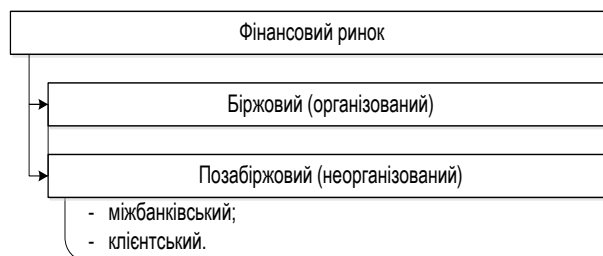 Фінансовий ринок
Біржовий (організований)
Позабіржовий (неорганізований)
- міжбанківський;
- клієнтський.